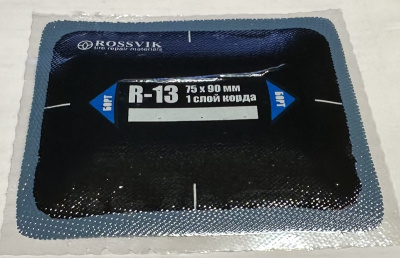 ROSSVIK
tire repair materials
R-13
75 x 90 мм
1 слой корда
БОРТ
БОРТ